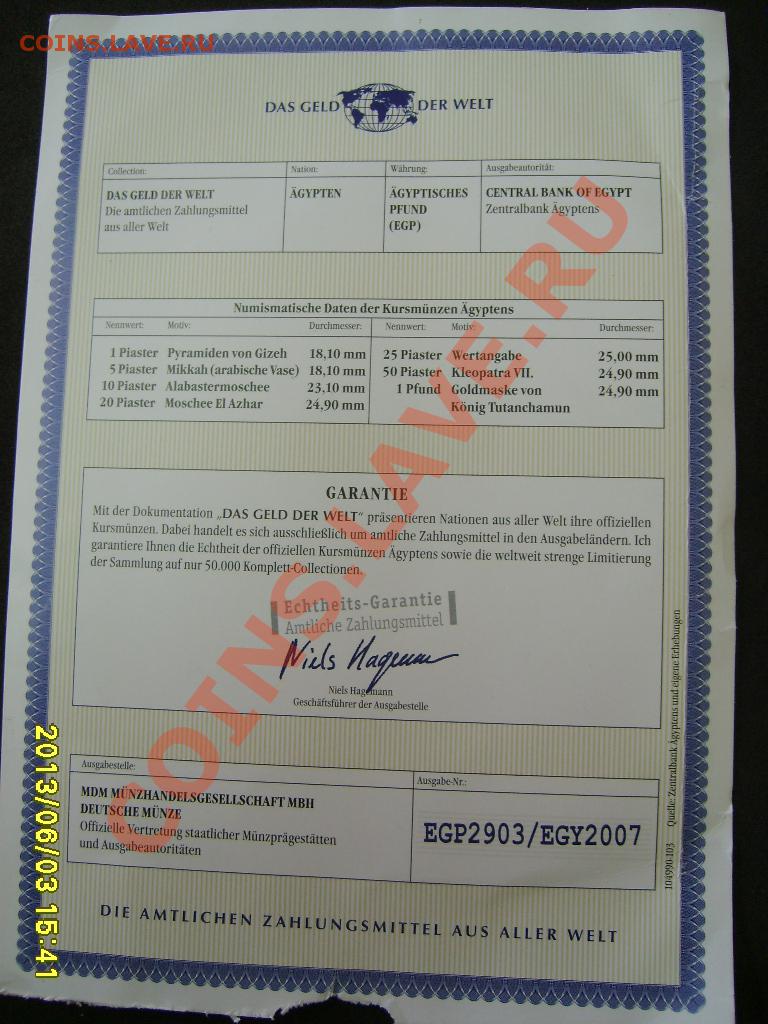 COINS.LAVE.RU
DAS GELD DER WELT
Collection:
DAS GELD DER WELT
Die amtlichen Zahlungsmittel
aus aller Welt
Nation:
ÄGYPTEN
Währung:
ÄGYPTISCHES
PFUND
(EGP)
Ausgabeautorität:
CENTRAL BANK OF EGYPT
Zentralbank Ägyptens
Numismatische Daten der Kursmünzen Ägyptens
Nennwert: Motiv: Durchmesser: Nennwert: Motiv: Durchmesser:
1 Piaster Pyramiden von Gizeh 18,10 mm 25 Piaster Wertangabe 25,00 mm
5 Piaster Mikkah (arabische Vase) 18,10 mm 50 Piaster Kleopatra VII. 24,90 mm
10 Piaster Alabastermoschee 23,10 mm 1 Pfund Goldmaske von 24,90 mm
20 Piaster Moschee El Azhar 24,90 mm König Tutanchamun
GARANTIE
Mit der Dokumentation „DAS GELD DER WELT“ präsentieren Nationen aus aller Welt ihre offiziellen
Kursmünzen. Dabei handelt es sich ausschließlich um amtliche Zahlungsmittel in den Ausgabeländern. Ich
garantiere Ihnen die Echtheit der offiziellen Kursmünzen Ägyptens sowie die weltweit strenge Limitierung
der Sammlung auf nur 50.000 Komplett-Collectionen.
Echtheits-Garantie
Amtliche Zahlungsmittel
Niels Hagemann
Niels Hagemann
Geschäftsführer der Ausgabestelle
Ausgabestelle:
MDM MÜNZHANDELSGESELLSCHAFT MBH
DEUTSCHE MÜNZE
Offizielle Vertretung staatlicher Münzprägestätten
und Ausgabeautoritäten
Ausgabe-Nr.:
EGP2903/EGY2007
104990-103 Quelle: Zentralbank Ägyptens und eigene Erhebungen
DIE AMTLICHEN ZAHLUNGSMITTEL AUS ALLER WELT
2013/06/03 15:41
COINS.LAVE.RU